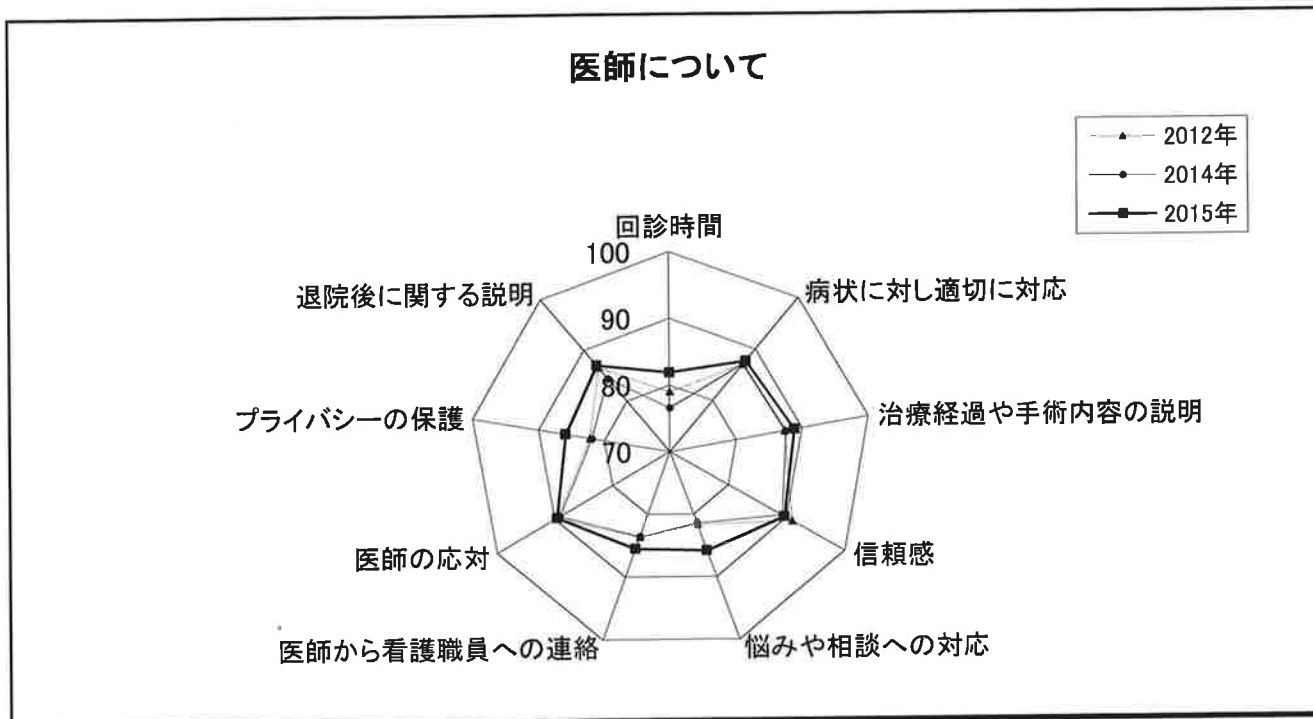 医師について
2012年
2014年
2015年
回診時間
100
90
80
70
病状に対し適切に対応
治療経過や手術内容の説明
信頼感
悩みや相談への対応
医師から看護職員への連絡
医師の応対
プライバシーの保護
退院後に関する説明